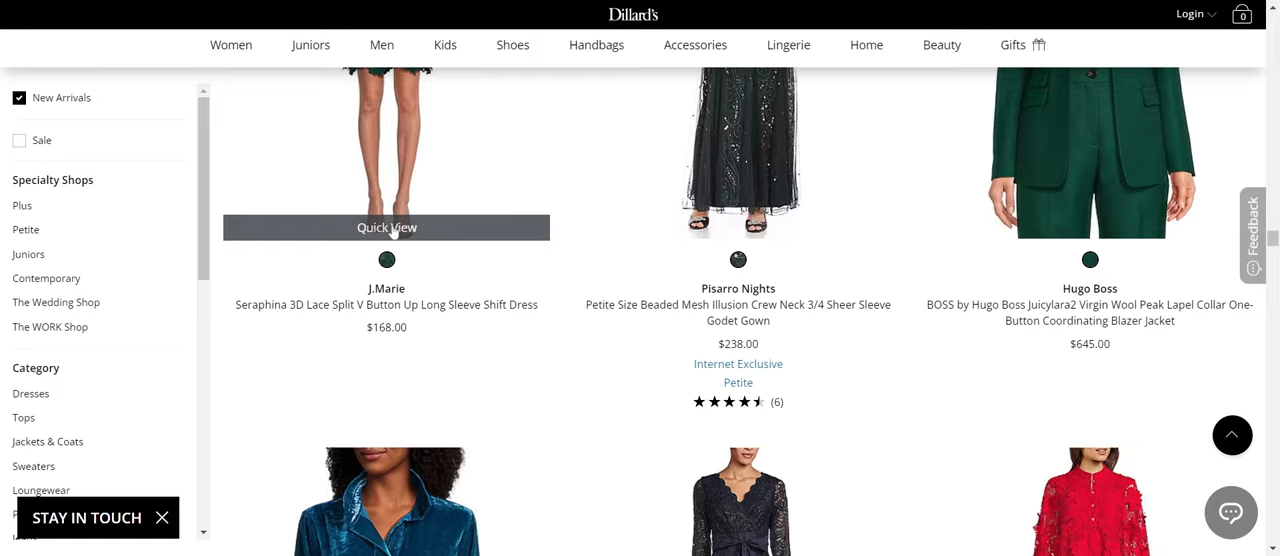 Dillard's
Login
0
Women
Juniors
Men
Kids
Shoes
Handbags
Accessories
Lingerie
Home
Beauty
Gifts
New Arrivals
Sale
Specialty Shops
Plus
Petite
Juniors
Contemporary
The Wedding Shop
The WORK Shop
Category
Dresses
Tops
Jackets & Coats
Sweaters
Loungewear
STAY IN TOUCH
Quick View
J.Marie
Seraphina 3D Lace Split V Button Up Long Sleeve Shift Dress
$168.00
Pisarro Nights
Petite Size Beaded Mesh Illusion Crew Neck 3/4 Sheer Sleeve
Godet Gown
$238.00
Internet Exclusive
Petite
(6)
Hugo Boss
BOSS by Hugo Boss Juicylara2 Virgin Wool Peak Lapel Collar One-
Button Coordinating Blazer Jacket
$645.00
Feedback